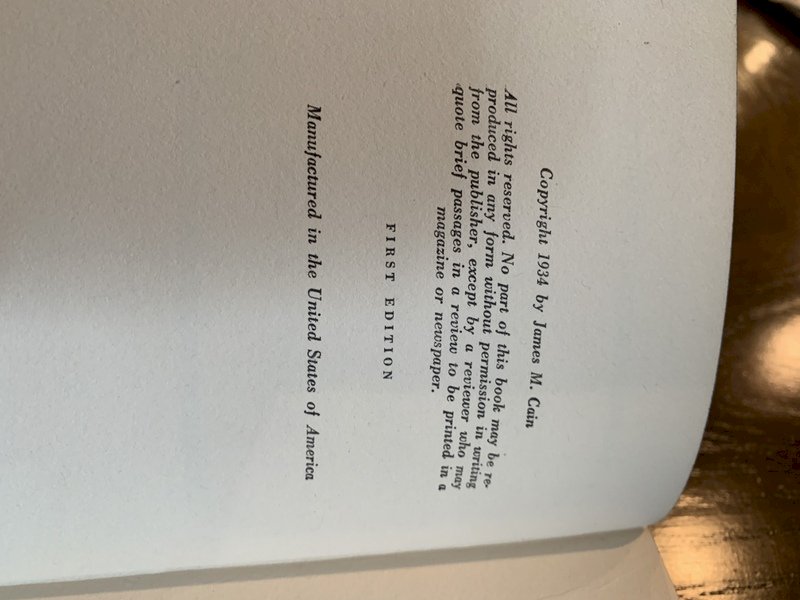 Copyright 1934 by James M. Cain
All rights reserved. No part of this book may be re-
produced in any form without permission in writing
from the publisher, except by a reviewer who may
quote brief passages in a review to be printed in a
magazine or newspaper.
FIRST EDITION
Manufactured in the United States of America